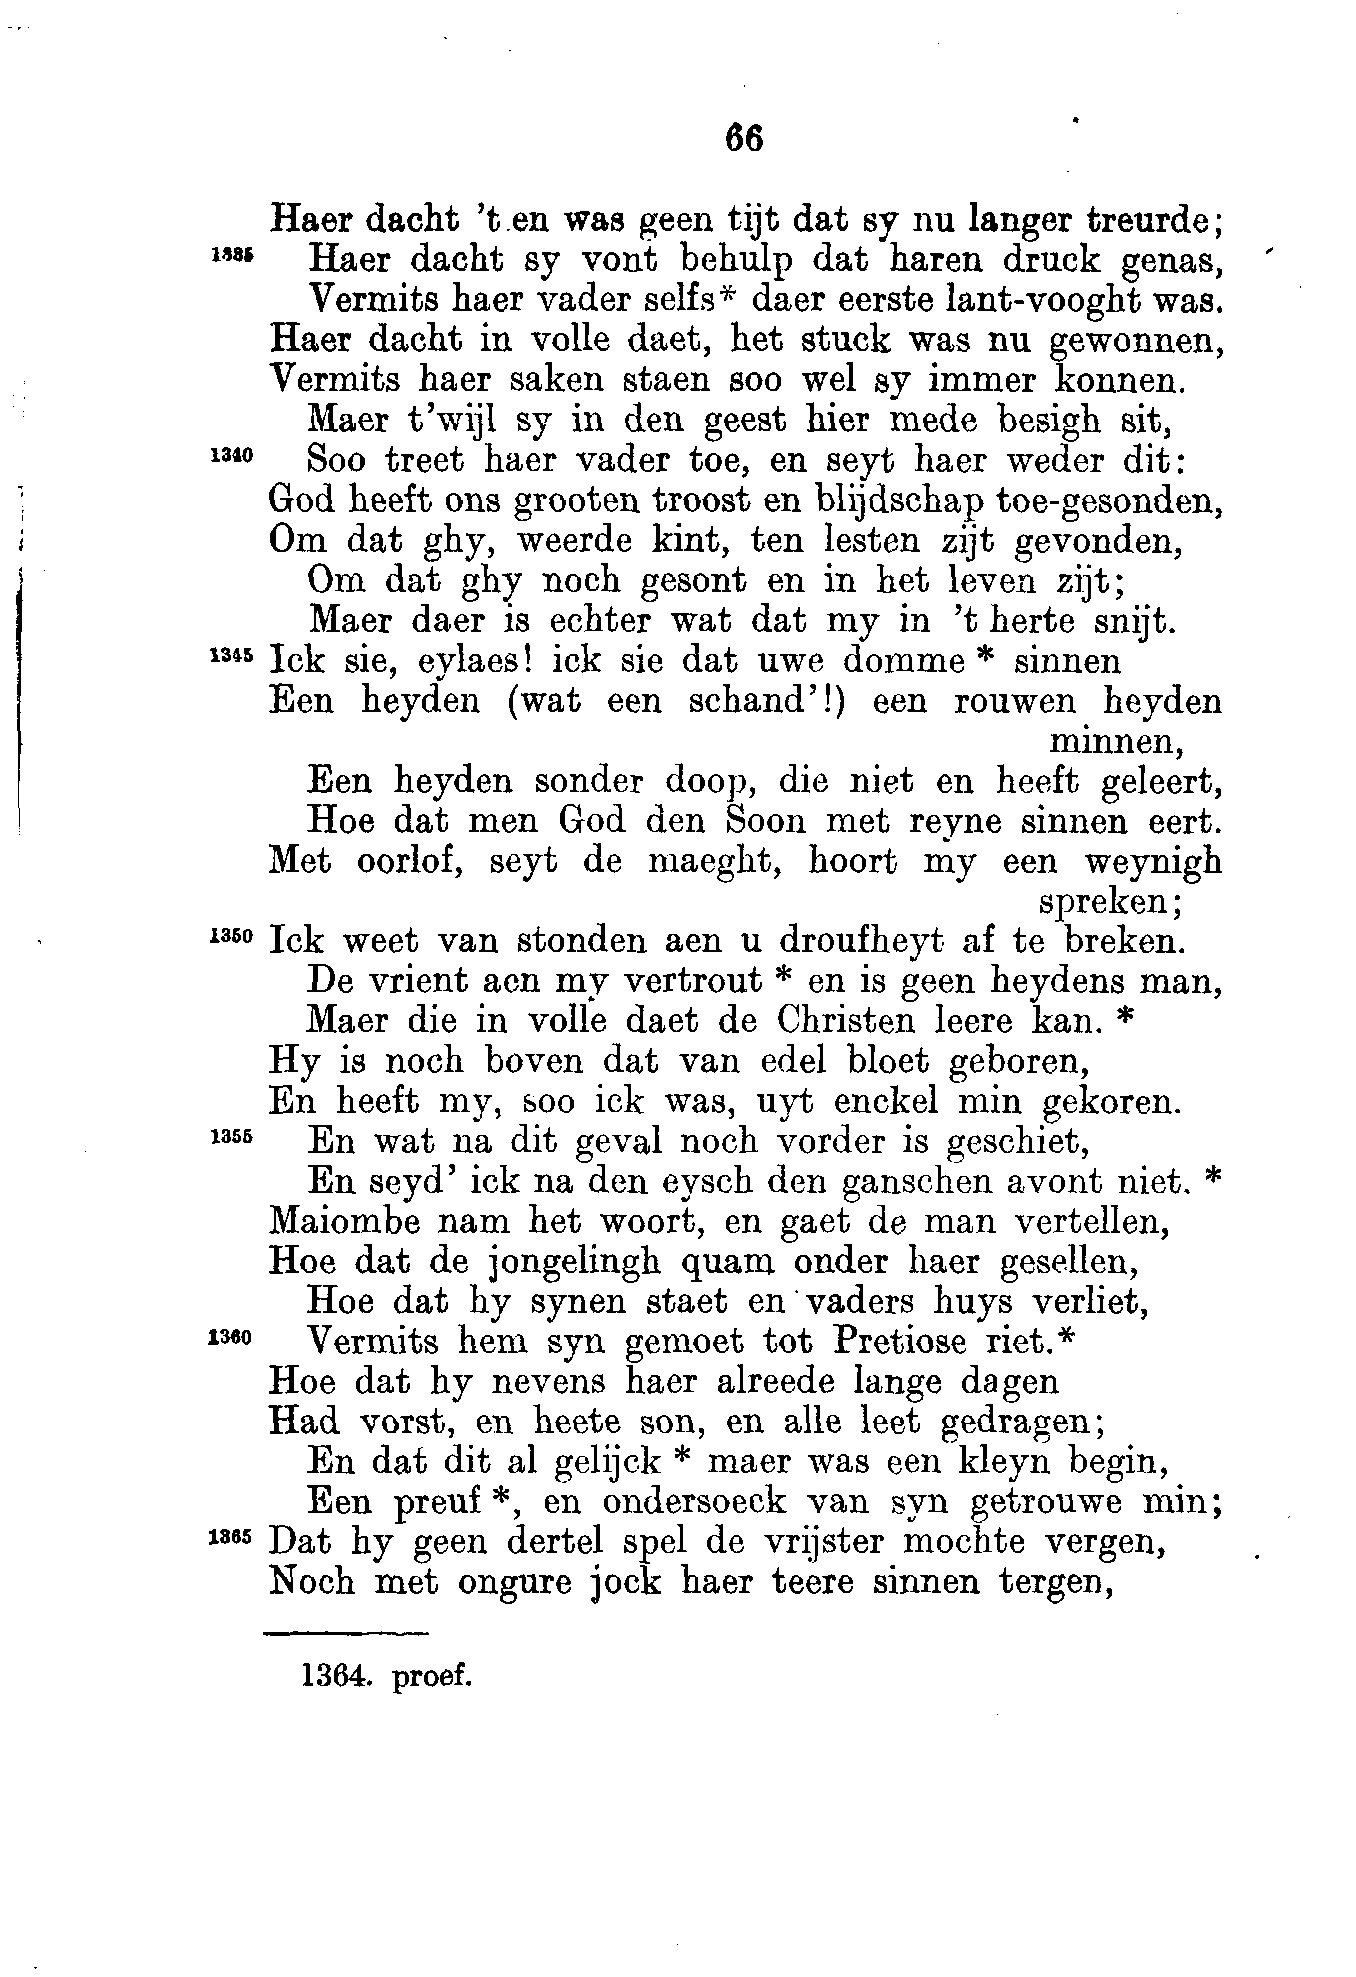 66
Haer dacht 't en was geen tijt dat sy nu langer treurde;
1335 Haer dacht sy vont behulp dat haren druck genas,
Vermits haer vader selfs* daer eerste lant-vooght was.
Haer dacht in volle daet, het stuck was nu gewonnen,
Vermits haer saken staen soo wel sy immer konnen.
Maer t'wijl sy in den geest hier mede besigh sit,
1340 Soo treet haer vader toe, en seyt haer weder dit:
God heeft ons grooten troost en blijdschap toe-gesonden,
Om dat ghy, weerde kint, ten lesten zijt gevonden,
Om dat ghy noch gesont en in het leven zijt;
Maer daer is echter wat dat my in 't herte snijt.
1345 Ick sie, eylaes! ick sie dat uwe domme * sinnen
Een heyden (wat een schand'!) een rouwen heyden
minnen,
Een heyden sonder doop, die niet en heeft geleert,
Hoe dat men God den Soon met reyne sinnen eert.
Met oorlof, seyt de maeght, hoort my een weynigh
spreken;
1350 Ick weet van stonden aen u droufheyt af te breken.
De vrient aen my vertrout * en is geen heydens man,
Maer die in volle daet de Christen leere kan. *
Hy is noch boven dat van edel bloet geboren,
En heeft my, soo ick was, uyt enckel min gekoren.
1355 En wat na dit geval noch vorder is geschiet,
En seyd' ick na den eysch den ganschen avont niet. *
Maiombe nam het woort, en gaet de man vertellen,
Hoe dat de jongelingh quam onder haer gesellen,
Hoe dat hy synen staet en vaders huys verliet,
1360 Vermits hem syn gemoet tot Pretiose riet.*
Hoe dat hy nevens haer alreede lange dagen
Had vorst, en heete son, en alle leet gedragen;
En dat dit al gelijck * maer was een kleyn begin,
Een preuf *, en ondersoeck van syn getrouwe min;
1365 Dat hy geen dertel spel de vrijster mochte vergen,
Noch met ongure jock haer teere sinnen tergen,
1364. proef.